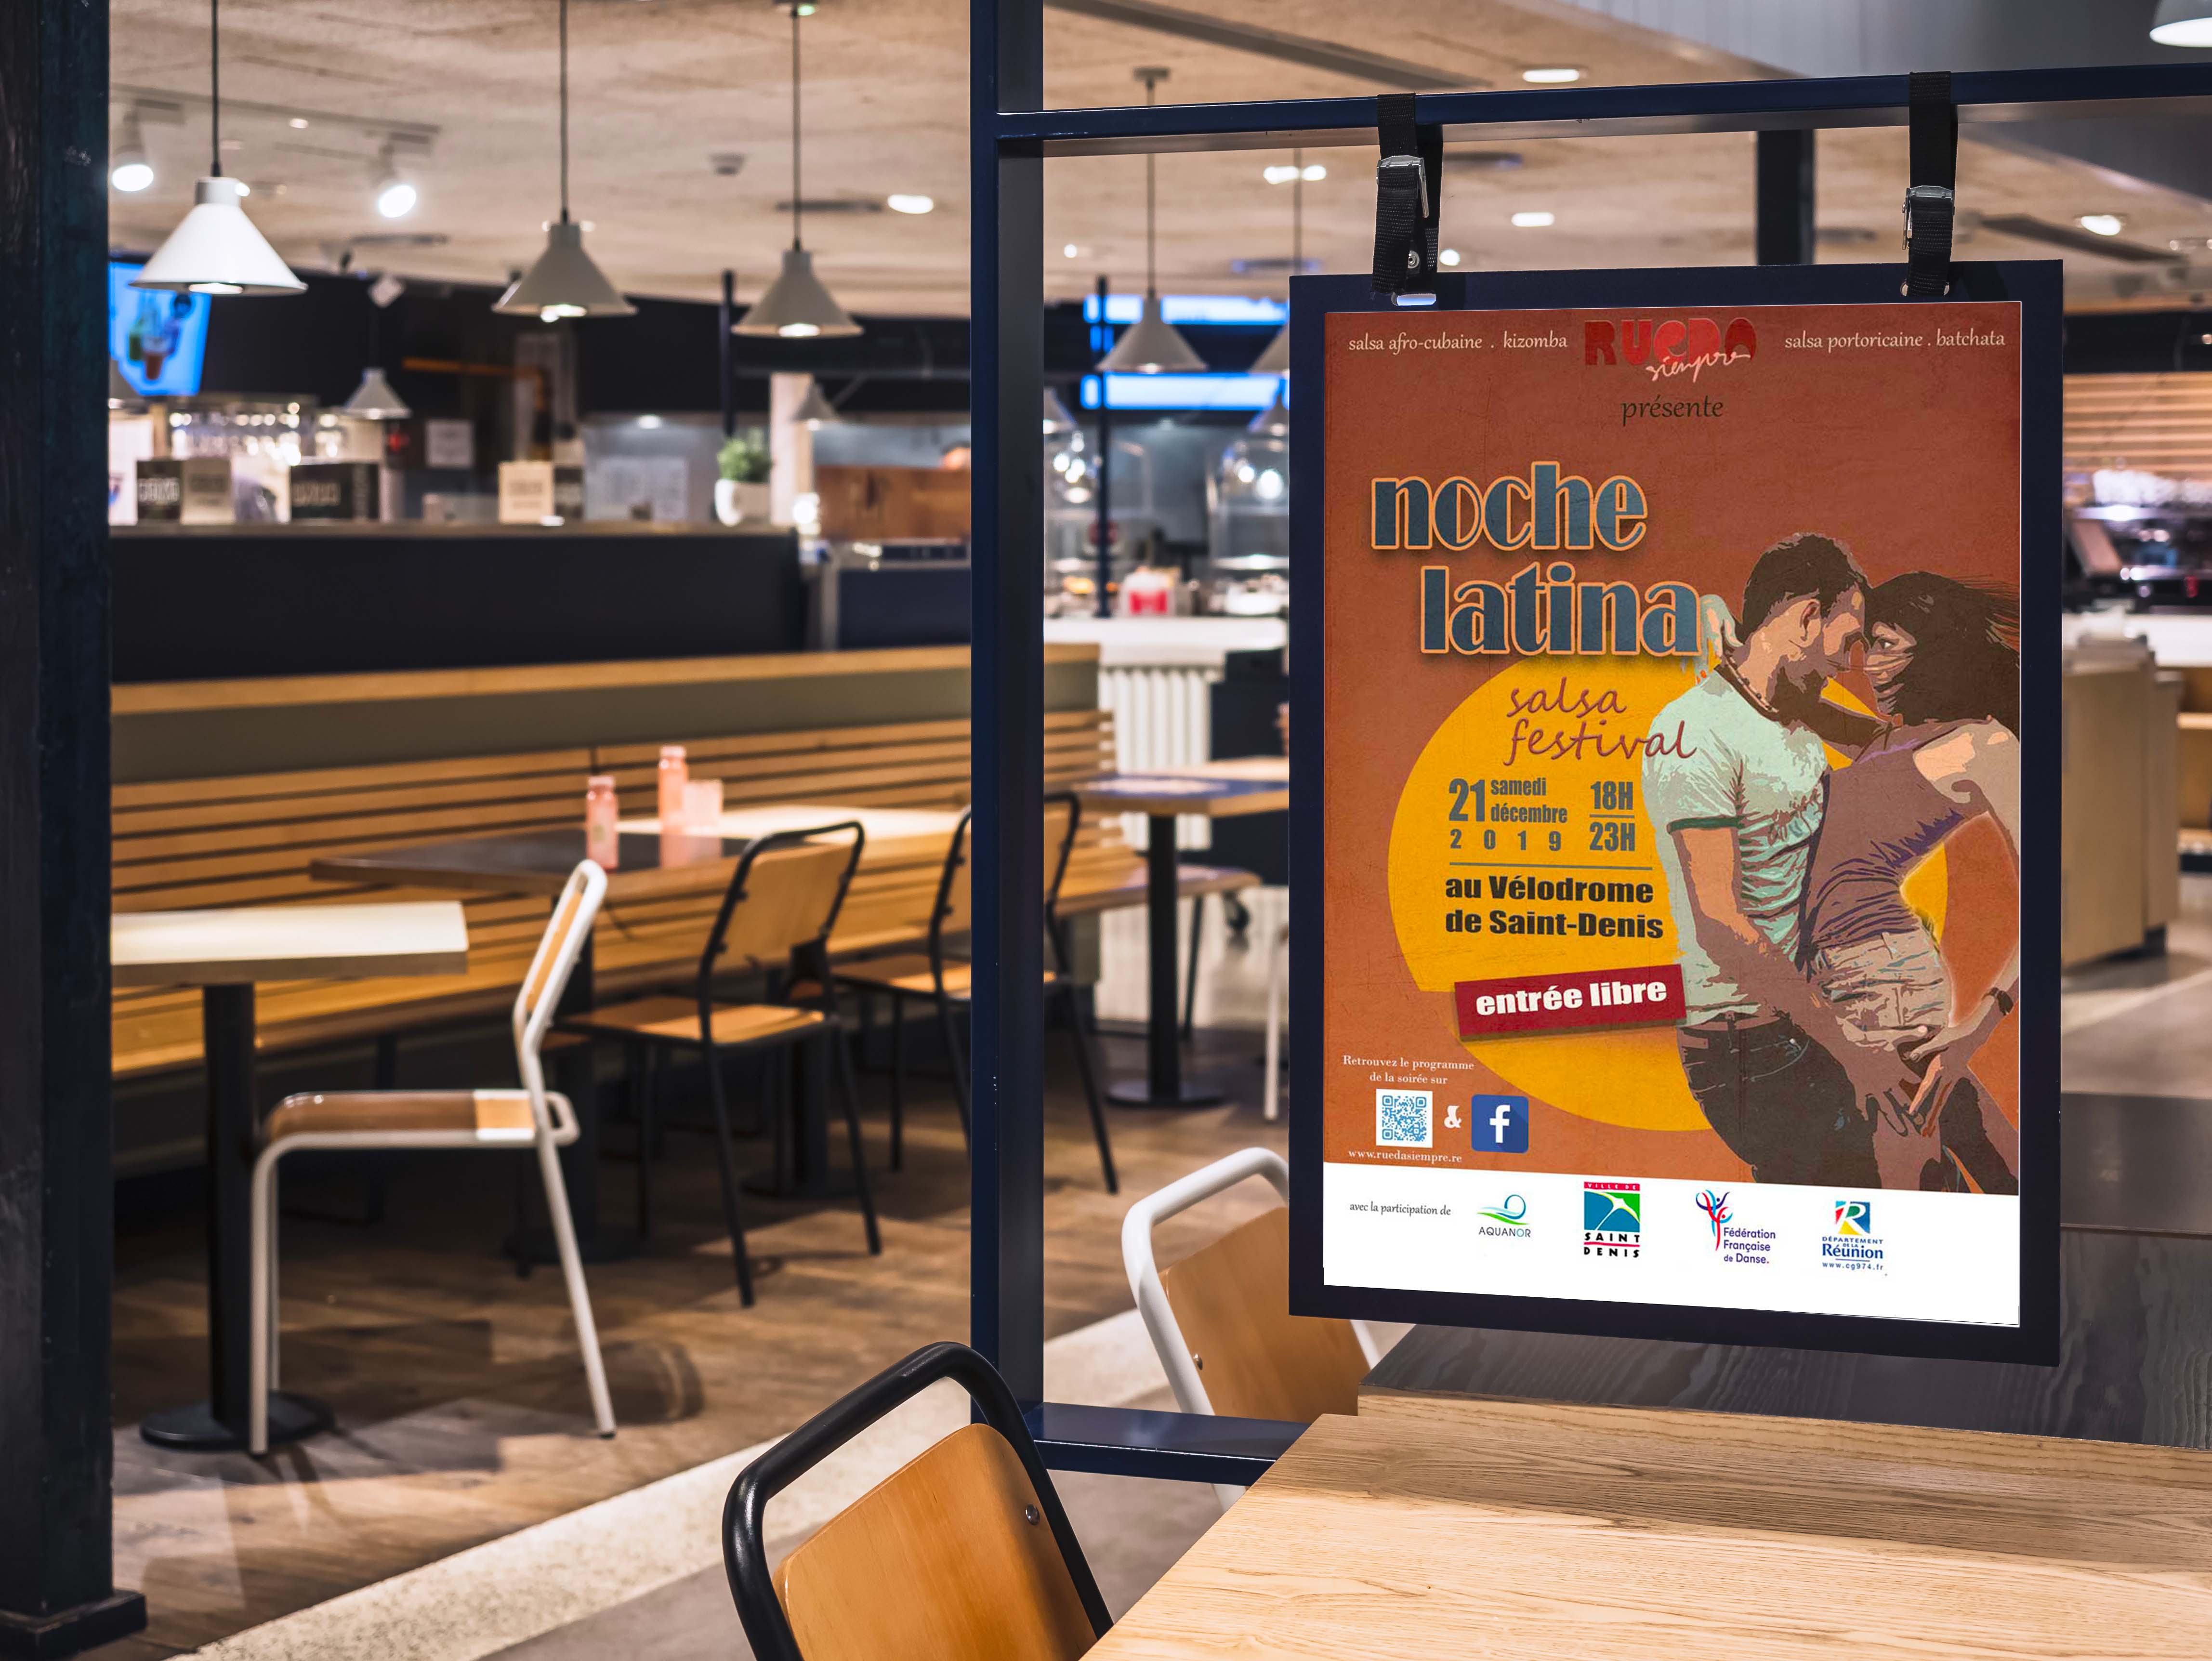 salsa afro-cubaine . kizomba
RUEDA
siempre
salsa portoricaine . batchata
présente
noche
latina
salsa
festival
21 samedi
décembre
2019
18H
23H
au Vélodrome
de Saint-Denis
entrée libre
Retrouvez le programme
de la soirée sur
& f
www.ruedasiempre.re
avec la participation de
AQUANOR
VILLE DE
SAINT
DENIS
Fédération
Française
de Danse.
DÉPARTEMENT
DE LA
Réunion
www.cg974.fr